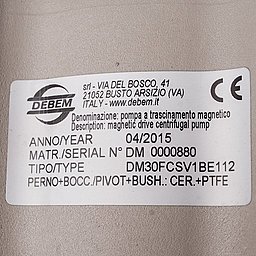 srl - VIA DEL BOSCO, 41
21052 BUSTO ARSIZIO (VA)
ITALY - www.debem.it
DEBEM
CE
Denominazione: pompa a trascinamento magnetico
Description: magnetic drive centrifugal pump
ANNO/YEAR 04/2015
MATR./SERIAL N° DM 0000880
TIPO/TYPE DM30FCSV1BE112
PERNO+BOCC./PIVOT+BUSH.: CER.+PTFE